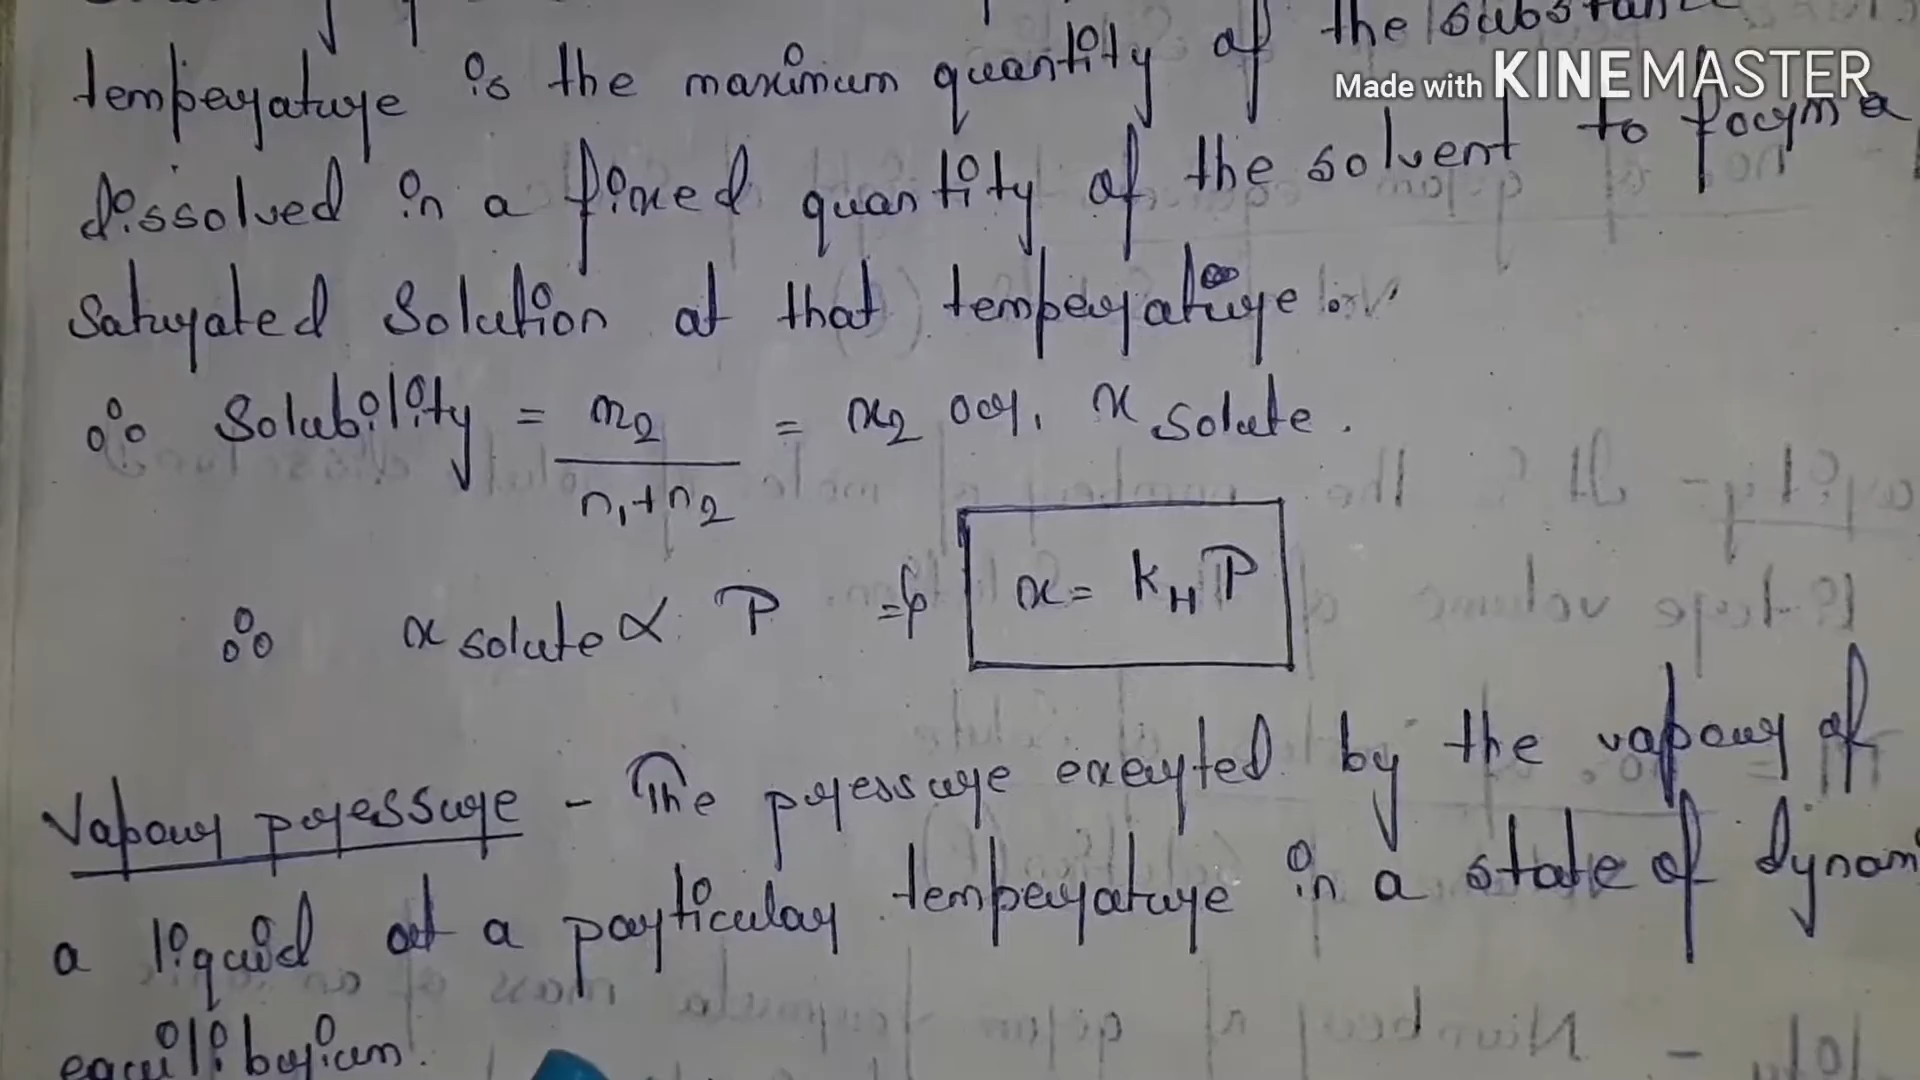 the substance
Made with KINEMASTER
temperature is the maximum quantity of
dissolved in a fixed quantity of the solvent to form a
saturated solution at that temperature.
∴ Solubility = n₂ / n₁+n₂ = x₂ or x solute.
∴ x solute ∝ P ⇒ x = K_H P
Vapour pressure - The pressure exerted by the vapour of
a liquid at a particular temperature in a state of dynami
equilibrium.